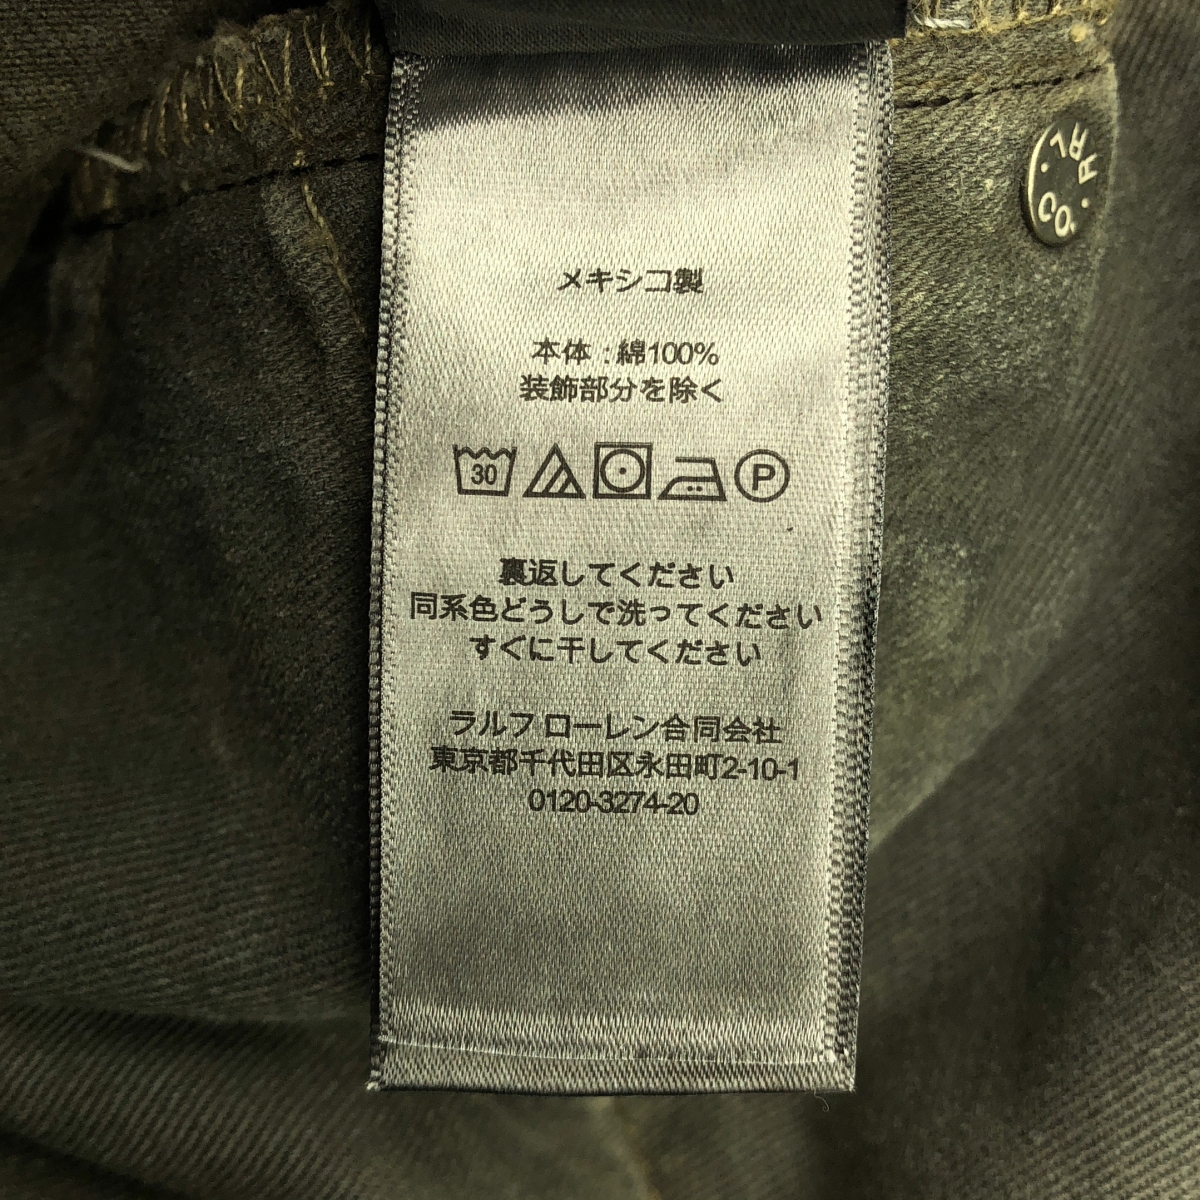 メキシコ製
本体:綿100%
装飾部分を除く
30 P
裏返してください
同系色どうしで洗ってください
すぐに干してください
ラルフ ローレン合同会社
東京都千代田区永田町2-10-1
0120-3274-20